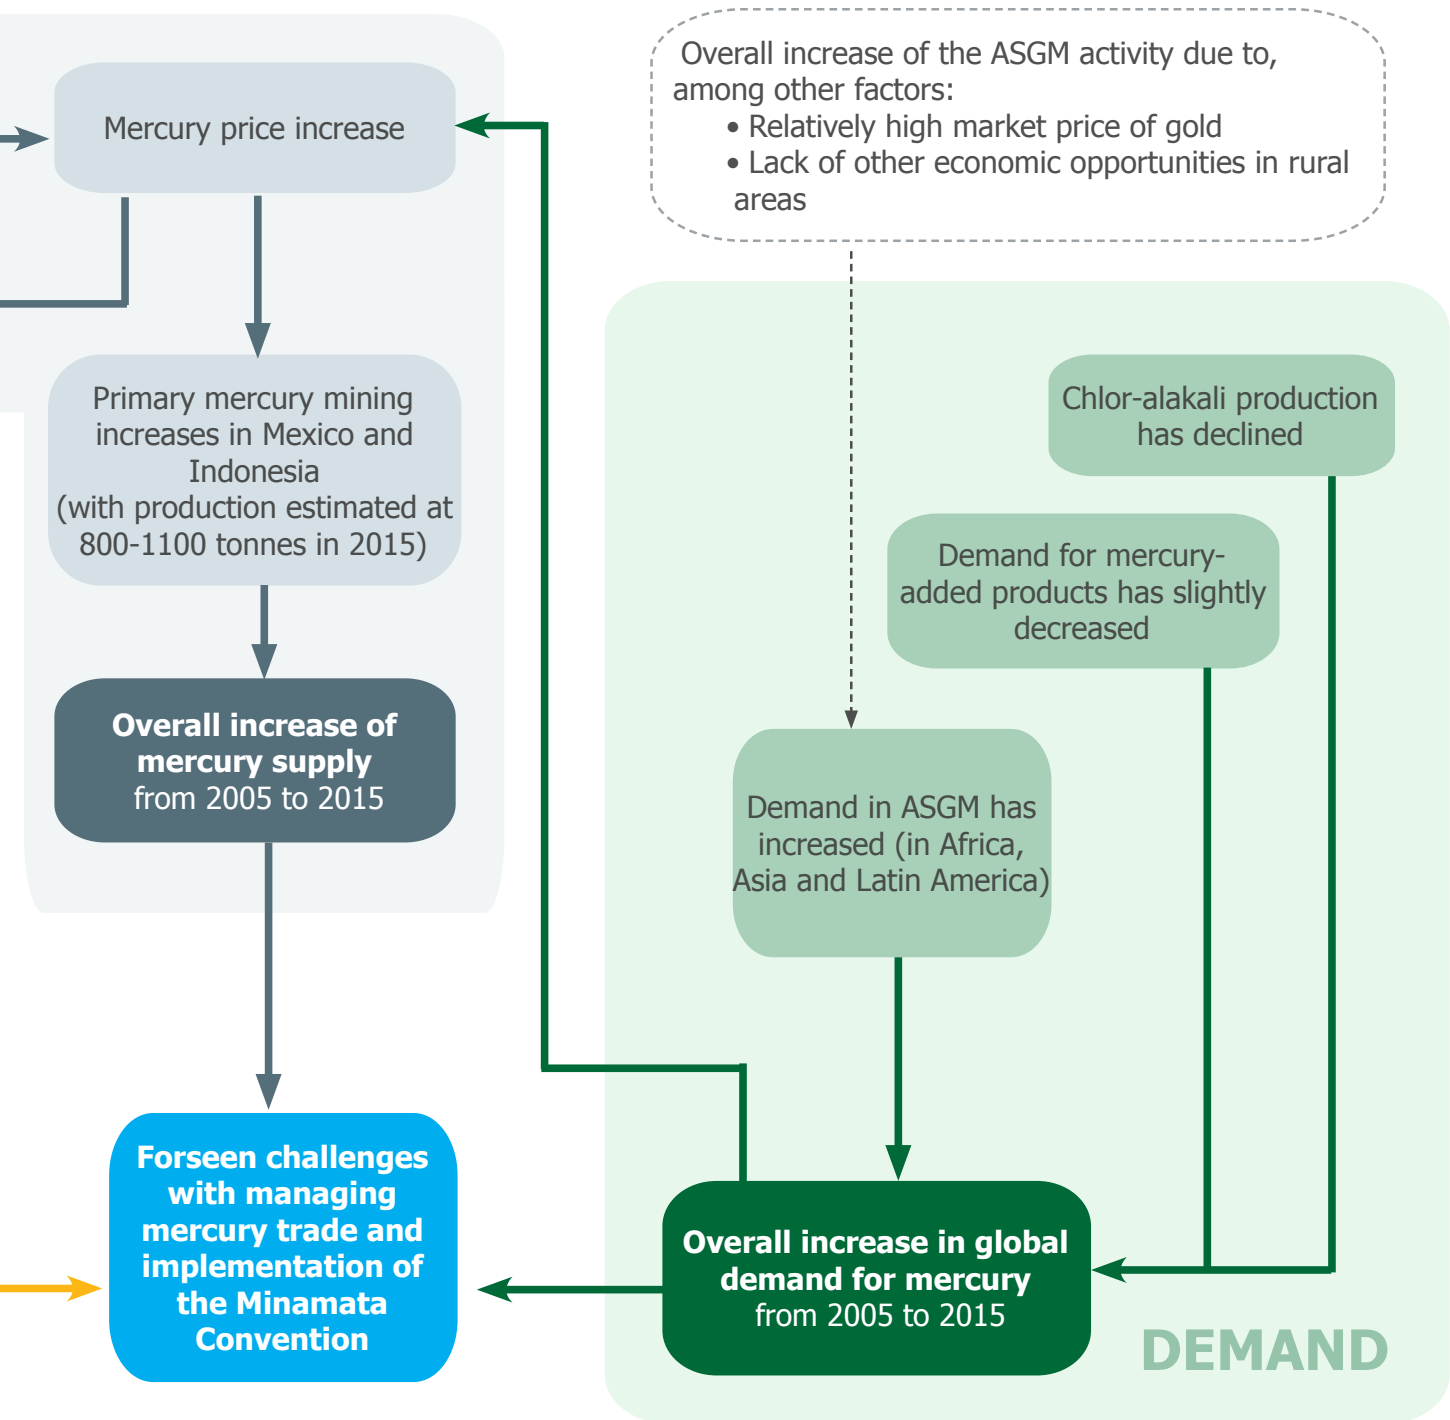 Mercury price increase
Primary mercury mining
increases in Mexico and
Indonesia
(with production estimated at
800-1100 tonnes in 2015)
Overall increase of
mercury supply
from 2005 to 2015
Forseen challenges
with managing
mercury trade and
implementation of
the Minamata
Convention
Overall increase of the ASGM activity due to,
among other factors:
• Relatively high market price of gold
• Lack of other economic opportunities in rural
areas
Chlor-alakali production
has declined
Demand for mercury-
added products has slightly
decreased
Demand in ASGM has
increased (in Africa,
Asia and Latin America)
Overall increase in global
demand for mercury
from 2005 to 2015
DEMAND